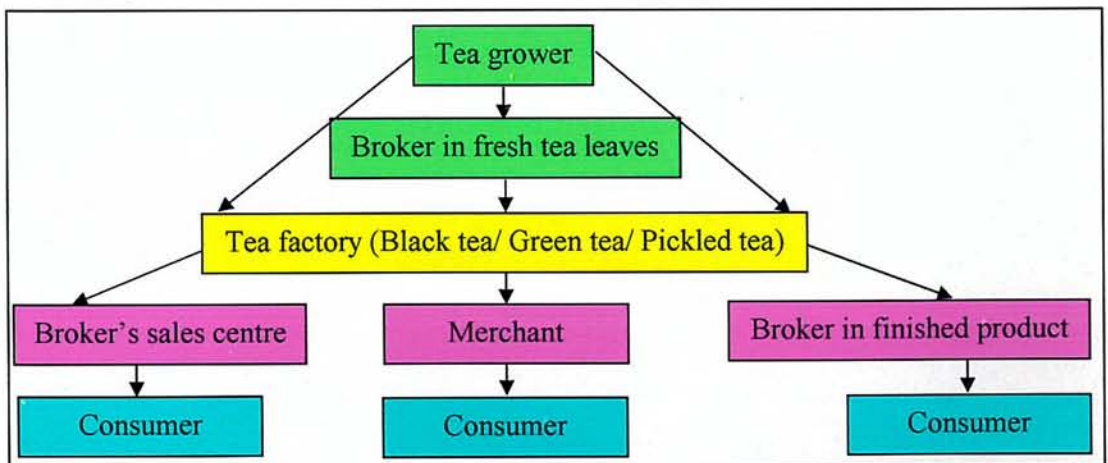 Tea grower
Broker in fresh tea leaves
Tea factory (Black tea/ Green tea/ Pickled tea)
Broker's sales centre
Merchant
Broker in finished product
Consumer
Consumer
Consumer